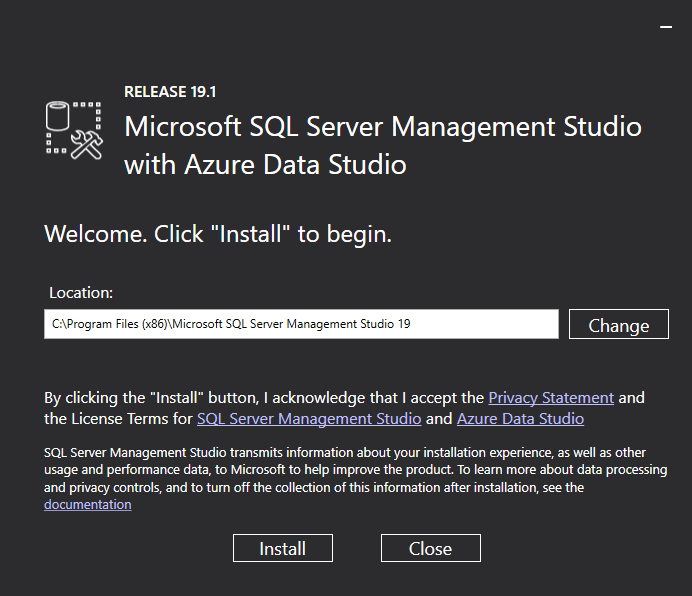 RELEASE 19.1
Microsoft SQL Server Management Studio
with Azure Data Studio
Welcome. Click "Install" to begin.
Location:
C:\Program Files (x86)\Microsoft SQL Server Management Studio 19
Change
By clicking the "Install" button, I acknowledge that I accept the Privacy Statement and
the License Terms for SQL Server Management Studio and Azure Data Studio
SQL Server Management Studio transmits information about your installation experience, as well as other
usage and performance data, to Microsoft to help improve the product. To learn more about data processing
and privacy controls, and to turn off the collection of this information after installation, see the
documentation
Install
Close